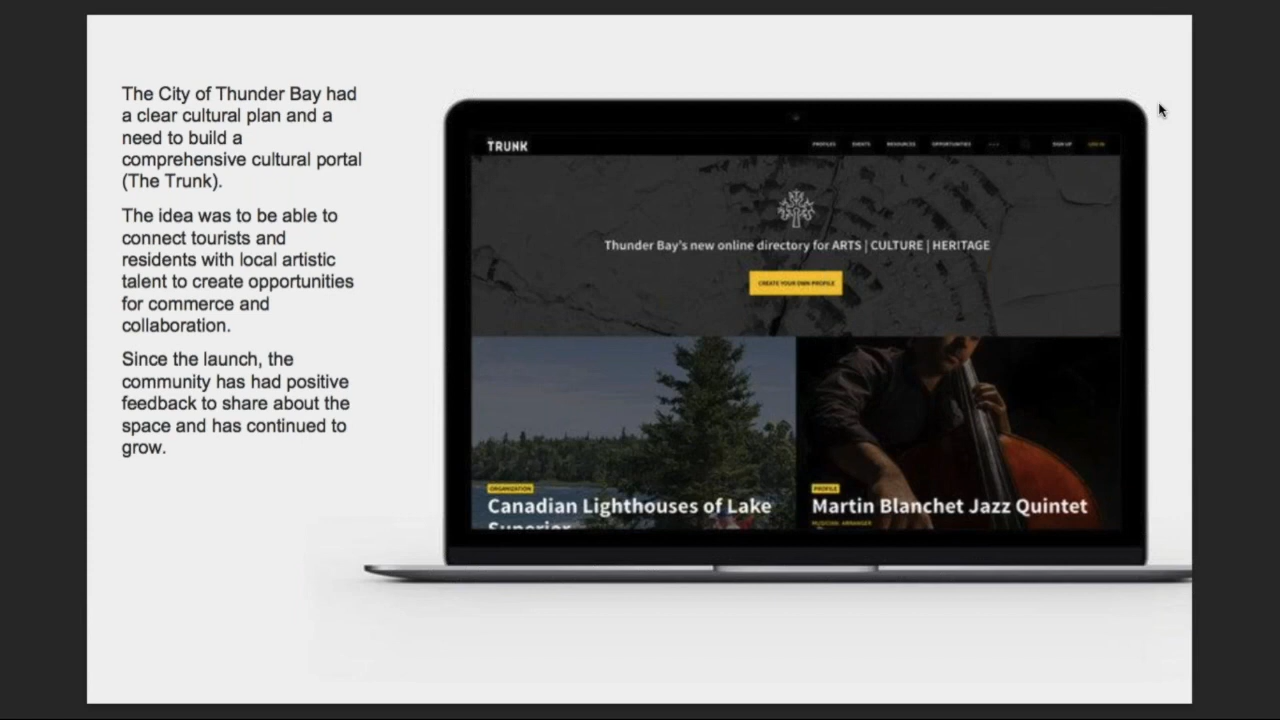 The City of Thunder Bay had
a clear cultural plan and a
need to build a
comprehensive cultural portal
(The Trunk).
The idea was to be able to
connect tourists and
residents with local artistic
talent to create opportunities
for commerce and
collaboration.
Since the launch, the
community has had positive
feedback to share about the
space and has continued to
grow.
TRUNK
PROFILES EVENTS RESOURCES OPPORTUNITIES SIGN UP LOG IN
Thunder Bay's new online directory for ARTS | CULTURE | HERITAGE
CREATE YOUR OWN PROFILE
ORGANIZATION
Canadian Lighthouses of Lake
Superior
PROFILE
Martin Blanchet Jazz Quintet
MUSICIAN, ARRANGER